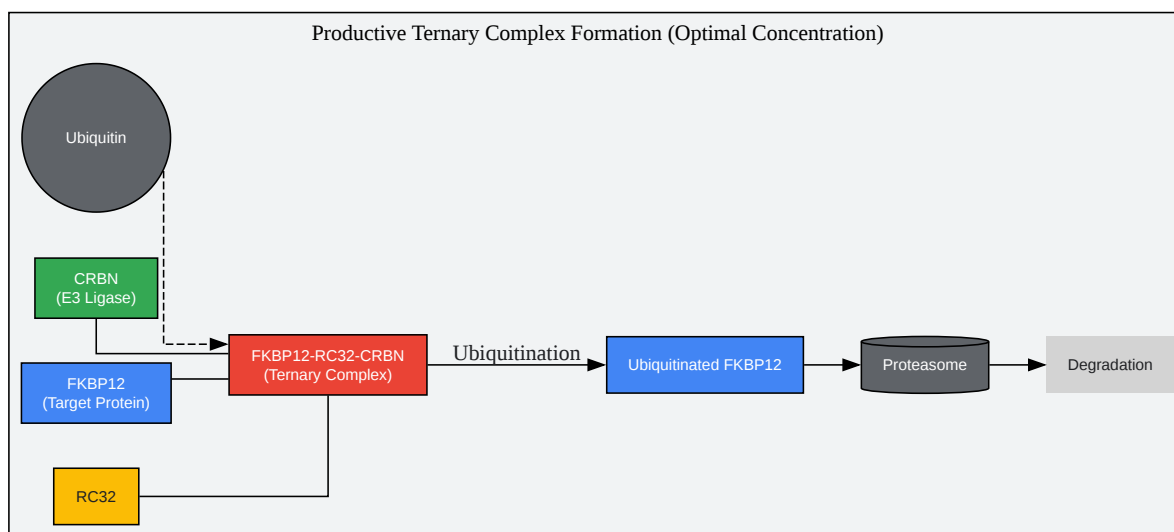 Productive Ternary Complex Formation (Optimal Concentration)
Ubiquitin
CRBN
(E3 Ligase)
FKBP12
(Target Protein)
RC32
FKBP12-RC32-CRBN
(Ternary Complex)
Ubiquitination
Ubiquitinated FKBP12
Proteasome
Degradation